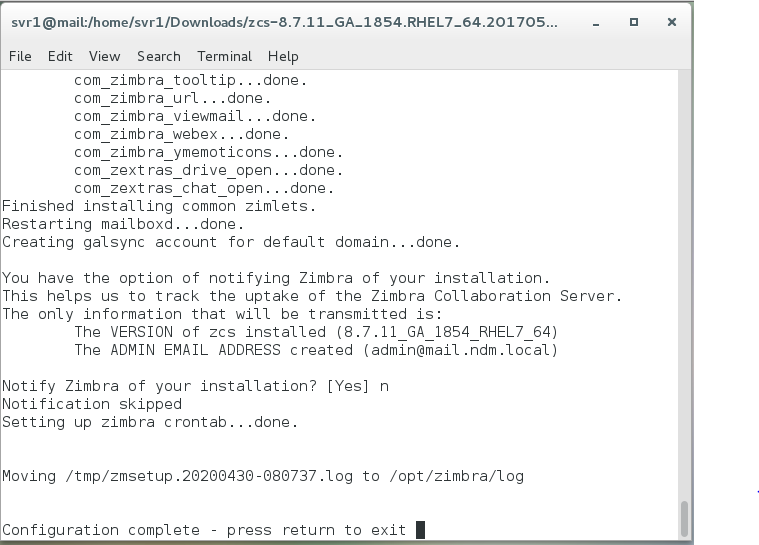 svr1@mail:/home/svr1/Downloads/zcs-8.7.11_GA_1854.RHEL7_64.201705...
File Edit View Search Terminal Help
com_zimbra_tooltip...done.
com_zimbra_url...done.
com_zimbra_viewmail...done.
com_zimbra_webex...done.
com_zimbra_ymemoticons...done.
com_zextras_drive_open...done.
com_zextras_chat_open...done.
Finished installing common zimlets.
Restarting mailboxd...done.
Creating galsync account for default domain...done.
You have the option of notifying Zimbra of your installation.
This helps us to track the uptake of the Zimbra Collaboration Server.
The only information that will be transmitted is:
The VERSION of zcs installed (8.7.11_GA_1854_RHEL7_64)
The ADMIN EMAIL ADDRESS created (admin@mail.ndm.local)
Notify Zimbra of your installation? [Yes] n
Notification skipped
Setting up zimbra crontab...done.
Moving /tmp/zmsetup.20200430-080737.log to /opt/zimbra/log
Configuration complete - press return to exit